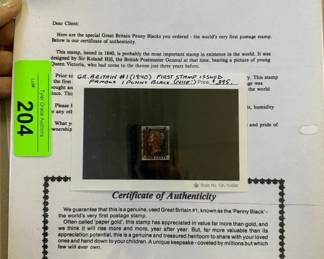 Dear Client:
Here are the special Great Britain Penny Blacks you ordered - the world's very first postage stamp.
Below is our certificate of authenticity.
This stamp, issued in 1840, is probably the most important stamp in existence in the world. It was
designed by Sir Roland Hill, the British Postmaster General at that time, bearing a picture of young
Queen Victoria, who had come to the throne just three years before.
Prior to
GR. BRITAIN #1 (1840) FIRST STAMP ISSUED
FAMOUS 1 PENNY BLACK (NICE!) Price $395.
LOT
204
Certificate of Authenticity
We guarantee that this is a genuine, used Great Britain #1, known as the 'Penny Black' -
the world's very first postage stamp.
Often called 'paper gold', this stamp has appreciated in value far more than gold, and
we think it will rise more and more, year after year. But, far more valuable than its
appreciation potential, this is a genuine and treasured heirloom to share with your loved
ones and hand down to your children. A unique keepsake - coveted by millions but which
few will ever own.